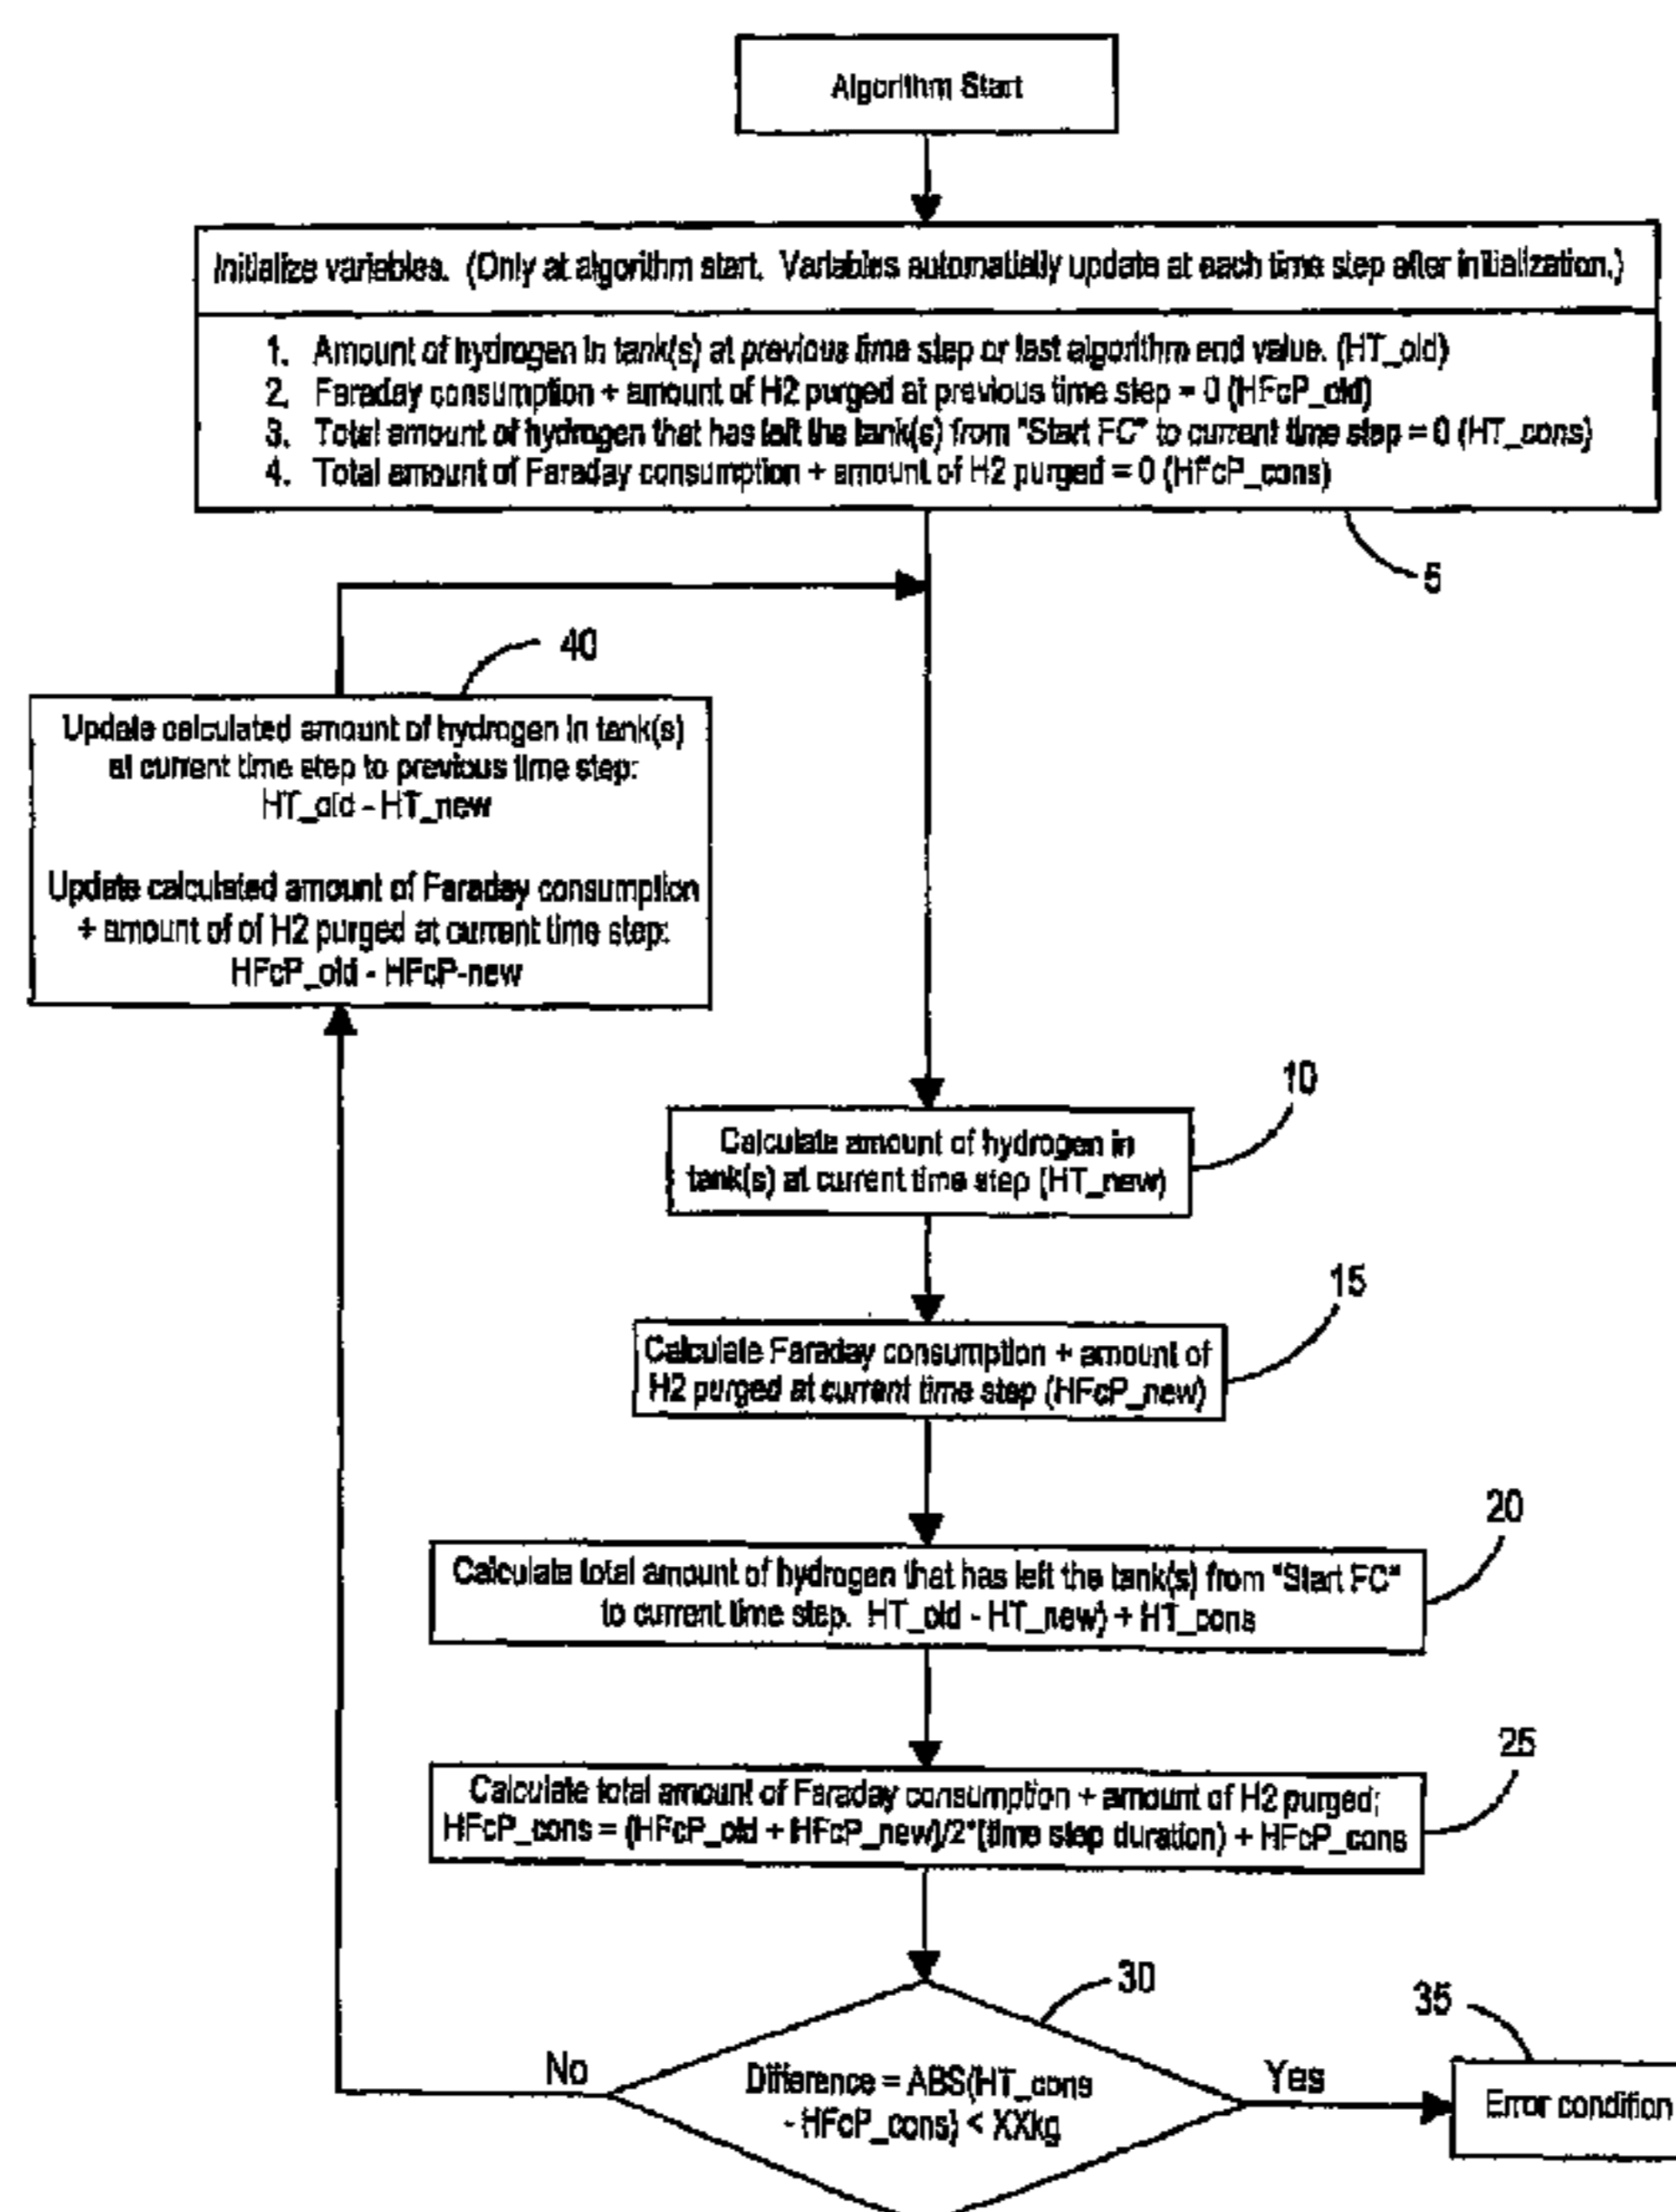 Algorithm Start
Initialize variables. (Only at algorithm start. Variables automatially update at each time step after initialization.)
1. Amount of hydrogen in tank(s) at previous time step or last algorithm end value. (HT_old)
2. Faraday consumption + amount of H2 purged at previous time step = 0 (HFcP_old)
3. Total amount of hydrogen that has left the tank(s) from "Start FC" to current time step = 0 (HT_cons)
4. Total amount of Faraday consumption + amount of H2 purged = 0 (HFcP_cons)
5
40
Update calculated amount of hydrogen in tank(s)
at current time step to previous time step:
HT_old - HT_new
Update calculated amount of Faraday consumption
+ amount of of H2 purged at current time step:
HFcP_old - HFcP-new
10
Calculate amount of hydrogen in
tank(s) at current time step (HT_new)
15
Calculate Faraday consumption + amount of
H2 purged at current time step (HFcP_new)
20
Calculate total amount of hydrogen that has left the tank(s) from "Start FC"
to current time step. HT_old - HT_new) + HT_cons
25
Calculate total amount of Faraday consumption + amount of H2 purged;
HFcP_cons = (HFcP_old + HFcP_new)/2*(time step duration) + HFcP_cons
30
Difference = ABS(HT_cons
- HFcP_cons) < XXkg
No
Yes
35
Error condition